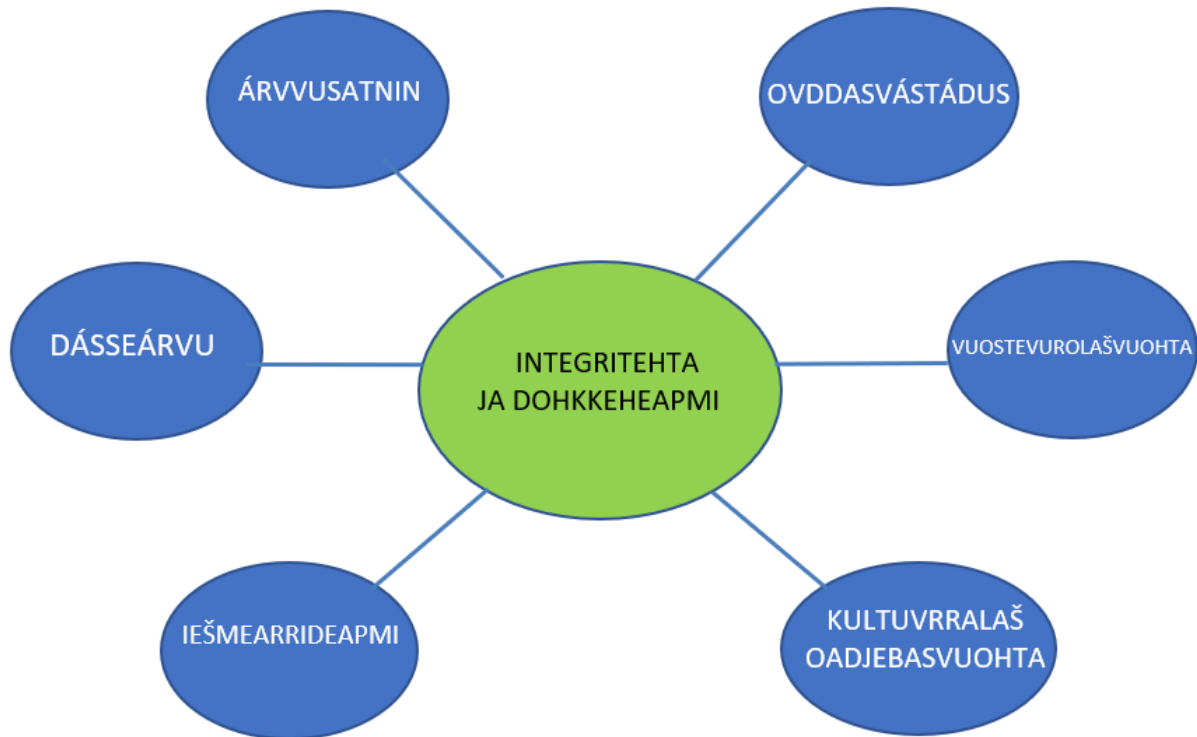 ÁRVVUSATNIN
OVDDASVÁSTÁDUS
DÁSSEÁRVU
INTEGRITEHTA
JA DOHKKEHEAPMI
VUOSTEVUROLAŠVUOHTA
IEŠMEARRIDEAPMI
KULTUVRRALAŠ
OADJEBASVUOHTA